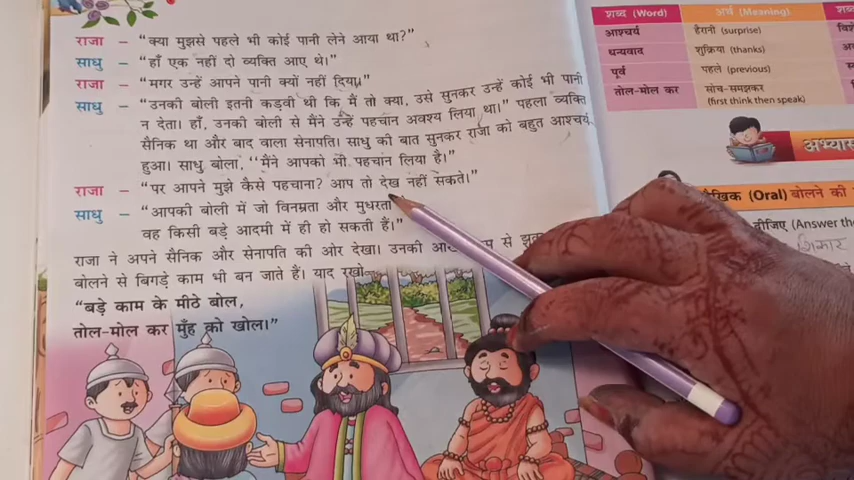 राजा – "क्या मुझसे पहले भी कोई पानी लेने आया था?"
साधु – "हाँ एक नहीं दो व्यक्ति आए थे।"
राजा – "मगर उन्हें आपने पानी क्यों नहीं दिया।"
साधु – "उनकी बोली इतनी कड़वी थी कि मैं तो क्या, उसे सुनकर उन्हें कोई भी पानी
न देता। हाँ, उनकी बोली से मैंने उन्हें पहचान अवश्य लिया था।" पहला व्यक्ति
सैनिक था और बाद वाला सेनापति। साधु की बात सुनकर राजा को बहुत आश्चर्य
हुआ। साधु बोला, "मैंने आपको भी पहचान लिया है।"
राजा – "पर आपने मुझे कैसे पहचाना? आप तो देख नहीं सकते।"
साधु – "आपकी बोली में जो विनम्रता और मुधरता
वह किसी बड़े आदमी में ही हो सकती हैं।"
राजा ने अपने सैनिक और सेनापति की ओर देखा। उनकी से
बोलने से बिगड़े काम भी बन जाते हैं। याद रखो
"बड़े काम के मीठे बोल,
तोल-मोल कर मुँह को खोल।"
शब्द (Word) अर्थ (Meaning)
आश्चर्य हैरानी (surprise)
धन्यवाद शुक्रिया (thanks)
पूर्व पहले (previous)
तोल-मोल कर सोच-समझकर
(first think then speak)
अभ्यास
मौखिक (Oral) बोलने की
दीजिए (Answer the
शिकार